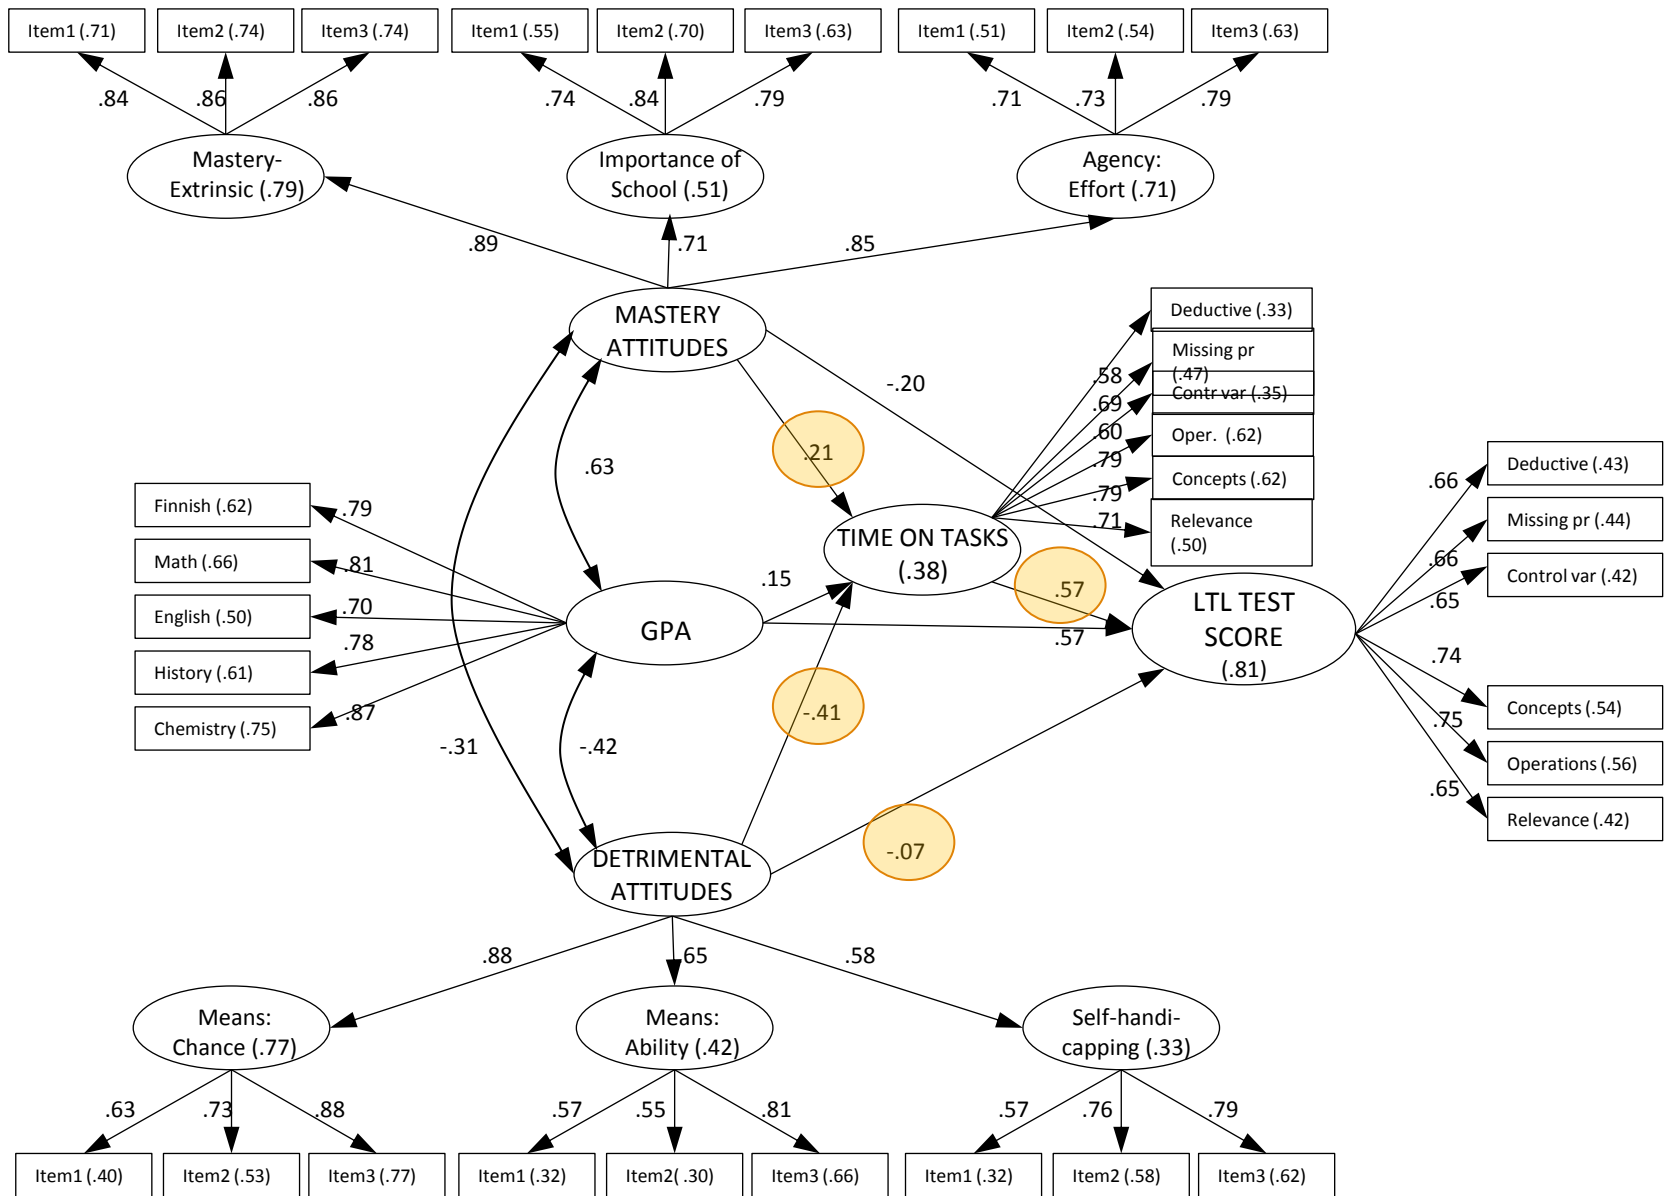 Item1 (.71)
Item2 (.74)
Item3 (.74)
Item1 (.55)
Item2 (.70)
Item3 (.63)
Item1 (.51)
Item2 (.54)
Item3 (.63)
.84
.86
.86
.74
.84
.79
.71
.73
.79
Mastery-
Extrinsic (.79)
Importance of
School (.51)
Agency:
Effort (.71)
.89
.71
.85
MASTERY
ATTITUDES
Deductive (.33)
Missing pr
(.47)
Contr var (.35)
Oper. (.62)
Concepts (.62)
Relevance
(.50)
.58
.69
.60
.79
.79
.71
-.20
.21
.63
Finnish (.62)
Math (.66)
English (.50)
History (.61)
Chemistry (.75)
.79
.81
.70
.78
.87
TIME ON TASKS
(.38)
.15
.57
GPA
.57
LTL TEST
SCORE
(.81)
Deductive (.43)
Missing pr (.44)
Control var (.42)
Concepts (.54)
Operations (.56)
Relevance (.42)
.66
.66
.65
.74
.75
.65
-.31
-.42
-.41
-.07
DETRIMENTAL
ATTITUDES
.88
65
.58
Means:
Chance (.77)
Means:
Ability (.42)
Self-handi-
capping (.33)
.63
.73
.88
.57
.55
.81
.57
.76
.79
Item1 (.40)
Item2 (.53)
Item3 (.77)
Item1 (.32)
Item2( .30)
Item3 (.66)
Item1 (.32)
Item2 (.58)
Item3 (.62)